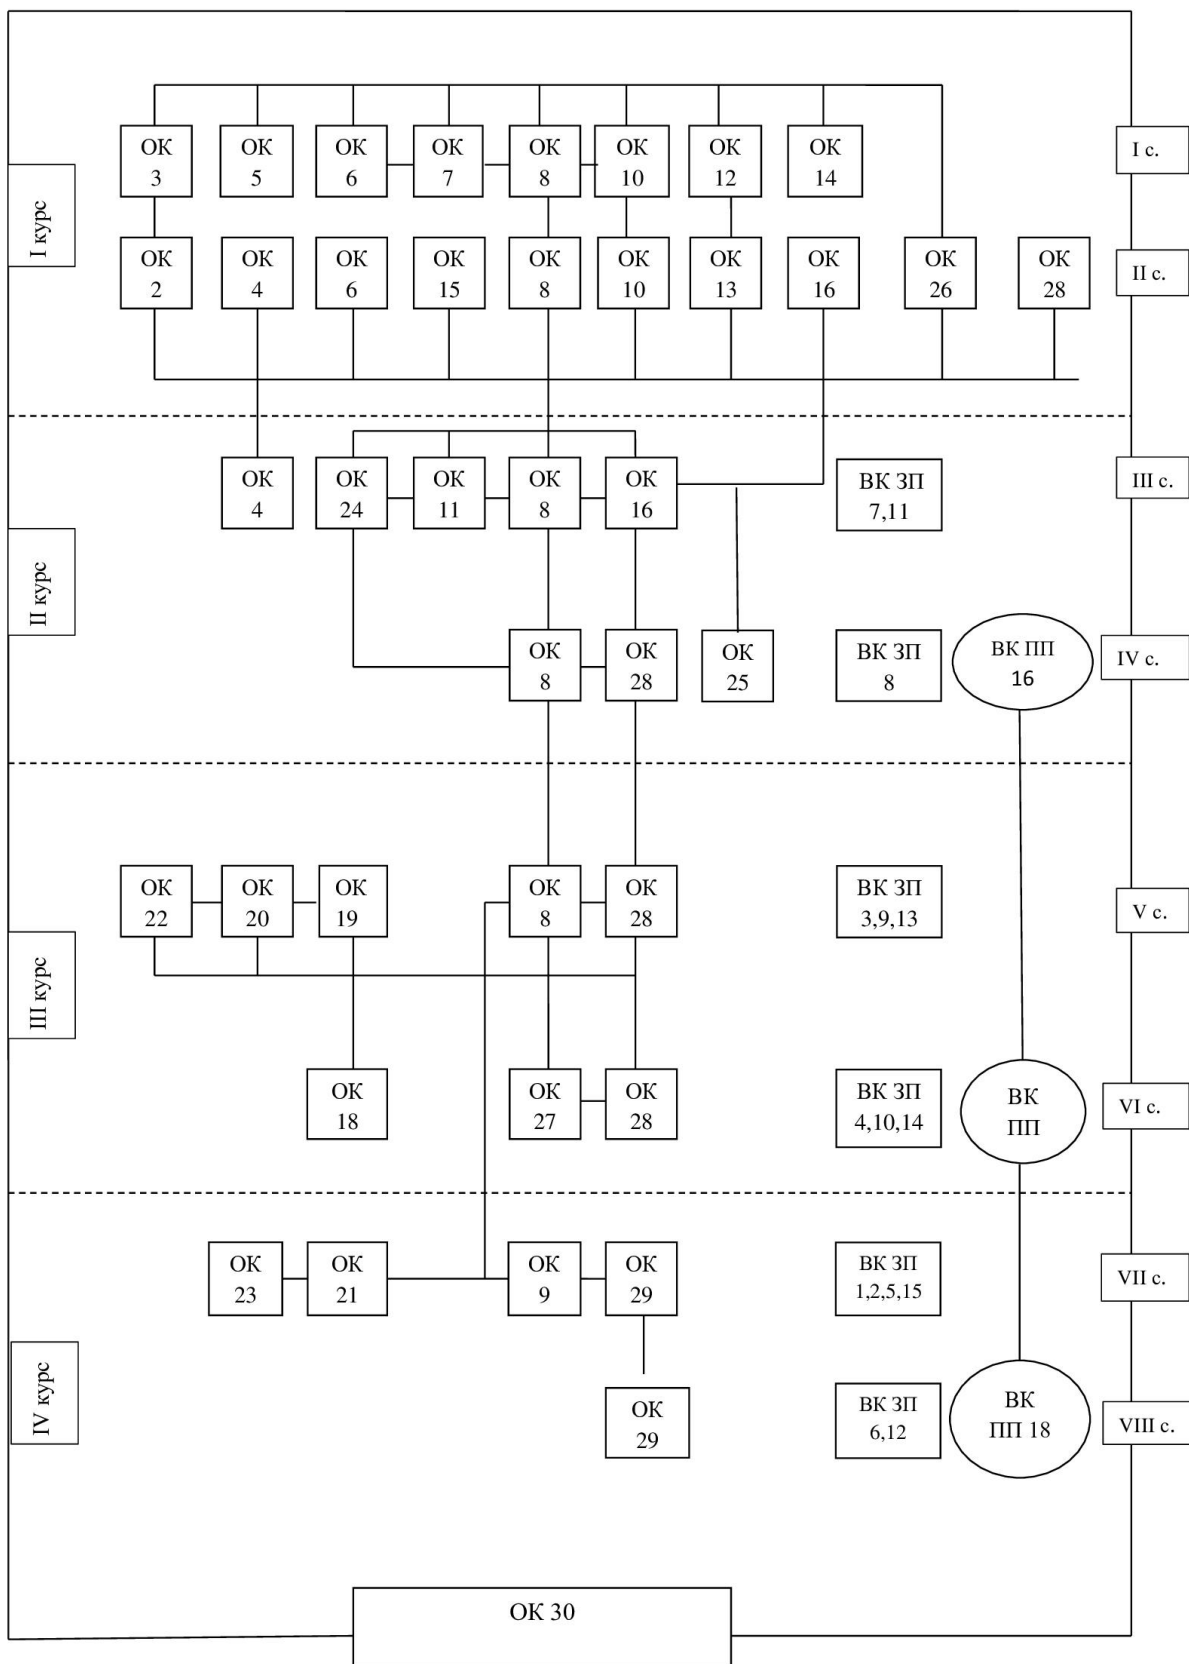 ОК
3
ОК
5
ОК
6
ОК
7
ОК
8
ОК
10
ОК
12
ОК
14
I с.
I курс
ОК
2
ОК
4
ОК
6
ОК
15
ОК
8
ОК
10
ОК
13
ОК
16
ОК
26
ОК
28
II с.
ОК
4
ОК
24
ОК
11
ОК
8
ОК
16
ВК ЗП
7,11
III с.
II курс
ОК
8
ОК
28
ОК
25
ВК ЗП
8
ВК ПП
16
IV с.
ОК
22
ОК
20
ОК
19
ОК
8
ОК
28
ВК ЗП
3,9,13
V с.
III курс
ОК
18
ОК
27
ОК
28
ВК ЗП
4,10,14
ВК
ПП
VI с.
ОК
23
ОК
21
ОК
9
ОК
29
ВК ЗП
1,2,5,15
VII с.
IV курс
ОК
29
ВК ЗП
6,12
ВК
ПП 18
VIII с.
ОК 30